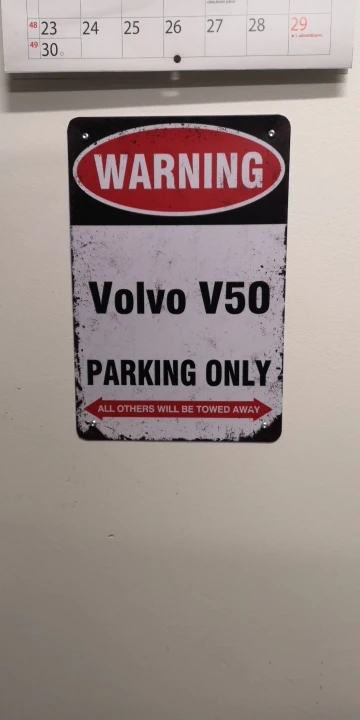 48 23 24 25 26 27 28 29
49 30
WARNING
Volvo V50
PARKING ONLY
ALL OTHERS WILL BE TOWED AWAY